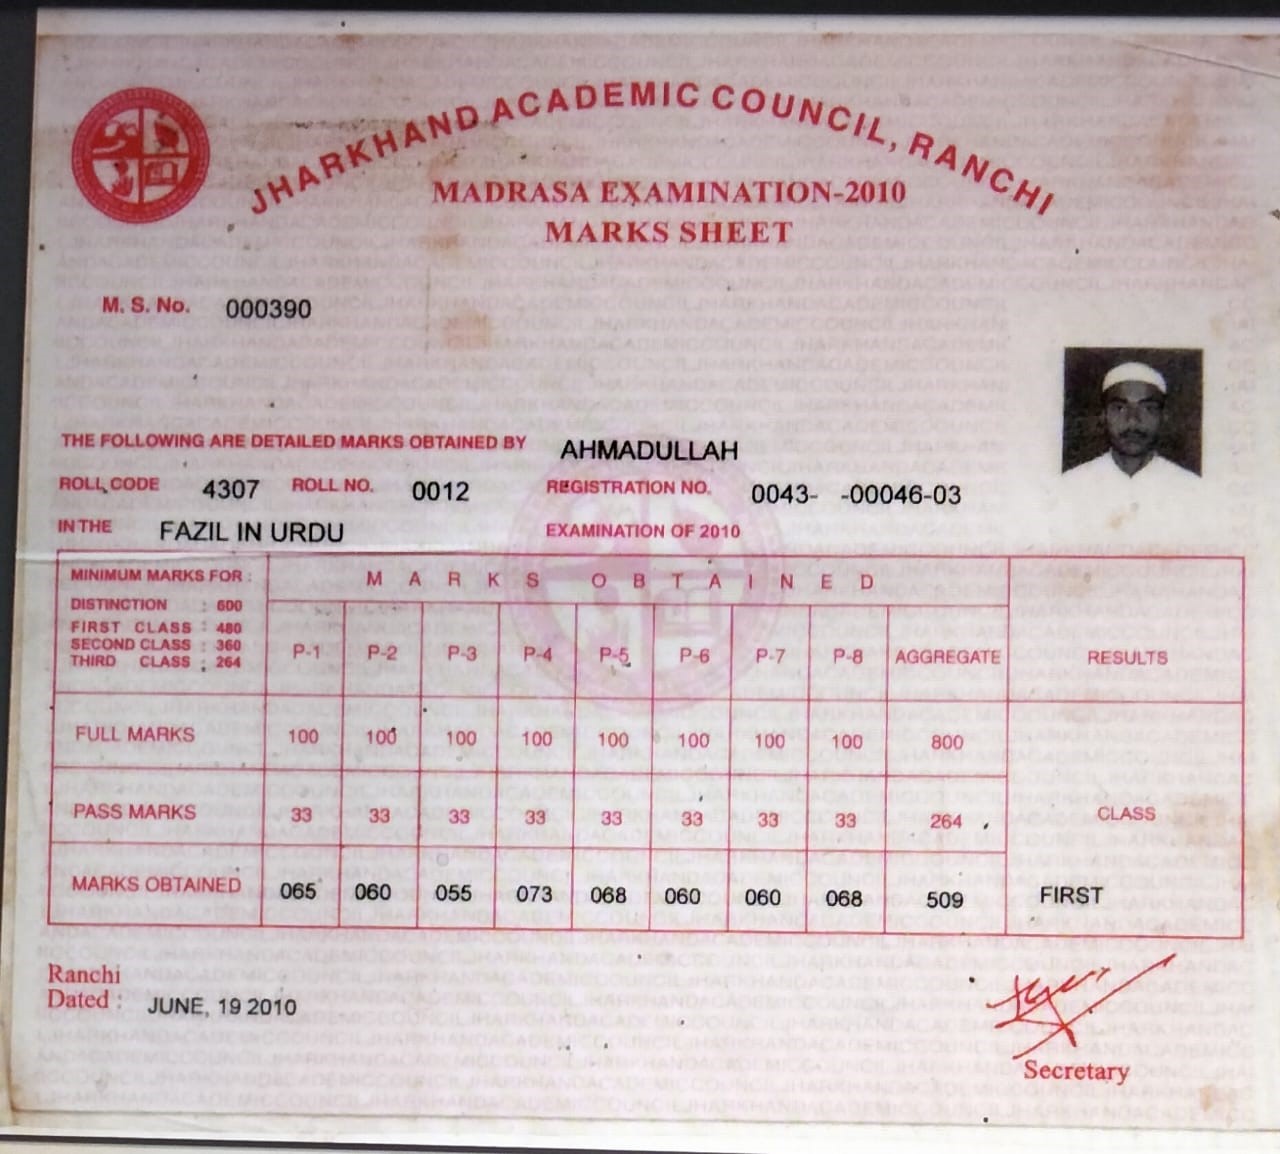 JHARKHAND ACADEMIC COUNCIL, RANCHI
MADRASA EXAMINATION-2010
MARKS SHEET
M. S. No. 000390
THE FOLLOWING ARE DETAILED MARKS OBTAINED BY AHMADULLAH
ROLL CODE 4307 ROLL NO. 0012 REGISTRATION NO. 0043- -00046-03
IN THE FAZIL IN URDU EXAMINATION OF 2010
MINIMUM MARKS FOR : MARKS OBTAINED
DISTINCTION : 600
FIRST CLASS : 480
SECOND CLASS : 360
THIRD CLASS : 264
P-1 P-2 P-3 P-4 P-5 P-6 P-7 P-8 AGGREGATE RESULTS
FULL MARKS 100 100 100 100 100 100 100 100 800
PASS MARKS 33 33 33 33 33 33 33 33 264 CLASS
MARKS OBTAINED 065 060 055 073 068 060 060 068 509 FIRST
Ranchi
Dated : JUNE, 19 2010
Secretary